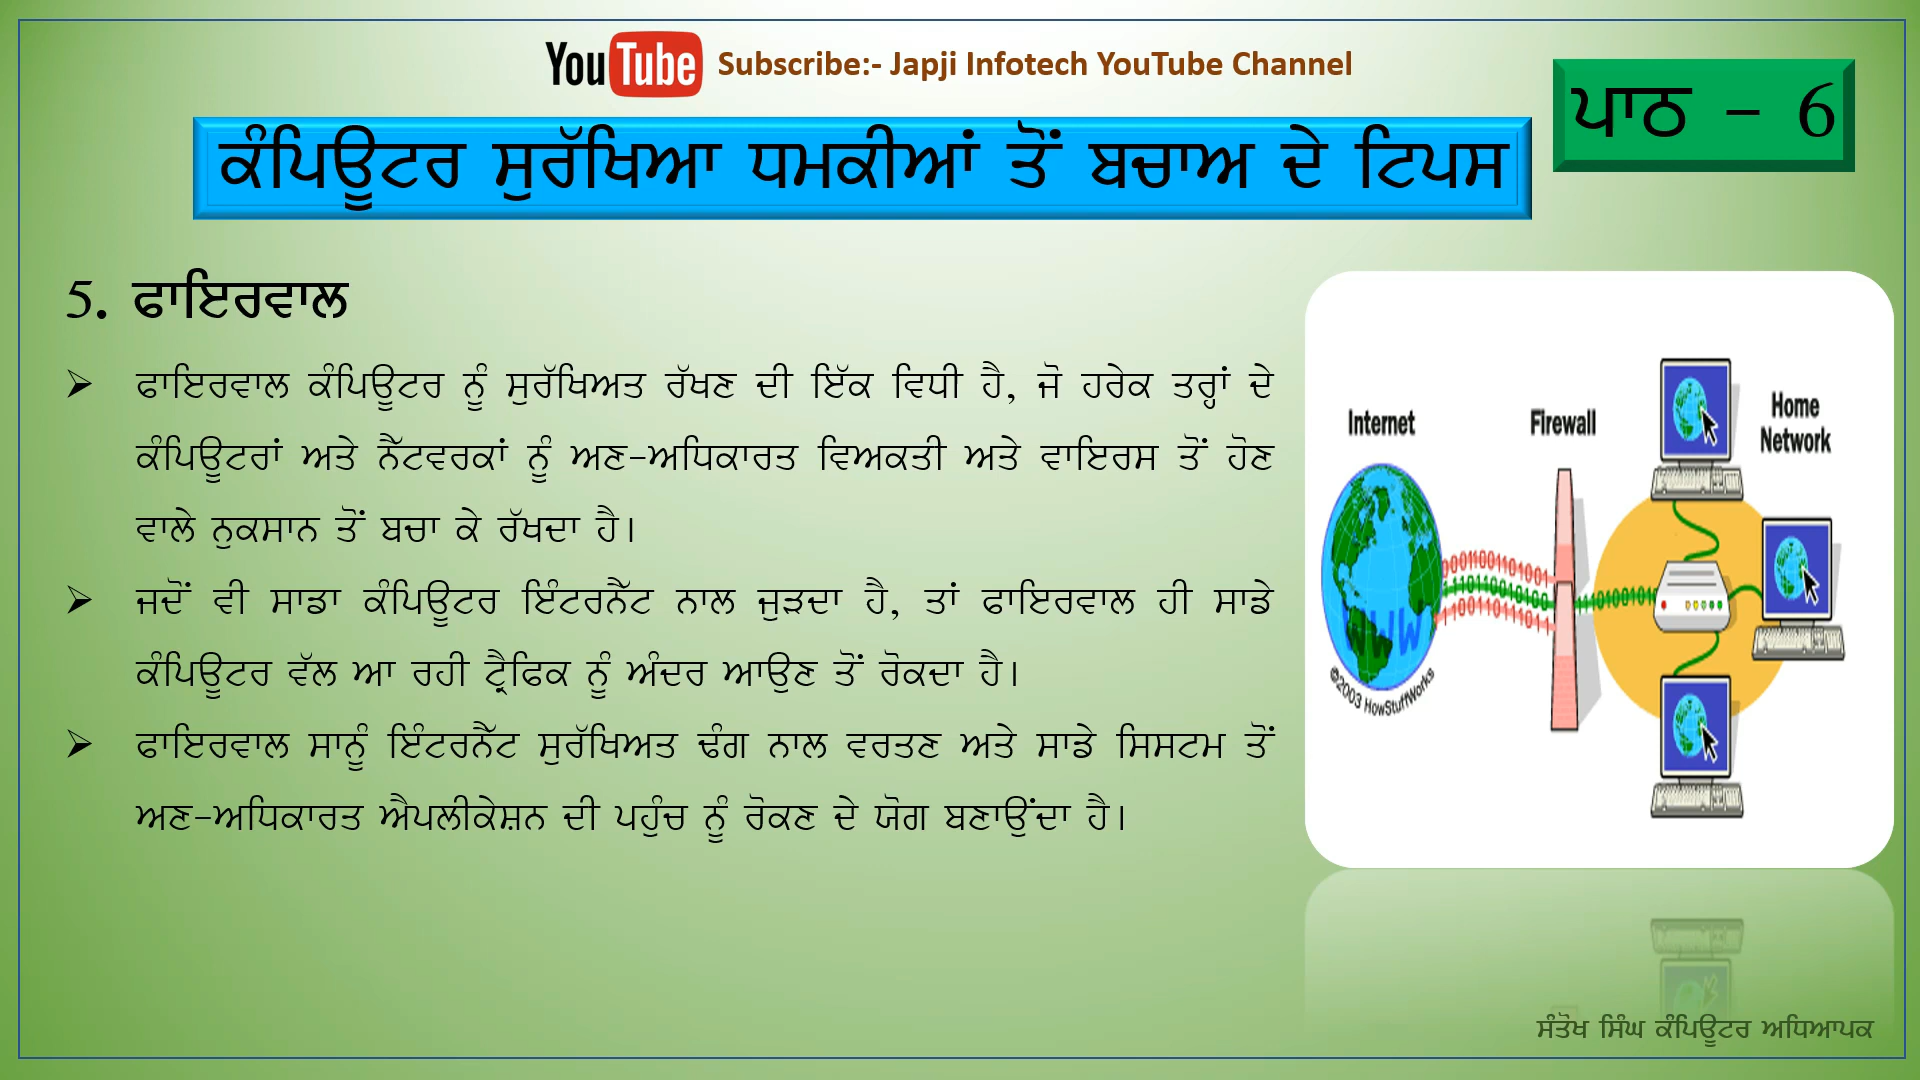 YouTube Subscribe:- Japji Infotech YouTube Channel
ਪਾਠ - 6
ਕੰਪਿਊਟਰ ਸੁਰੱਖਿਆ ਧਮਕੀਆਂ ਤੋਂ ਬਚਾਅ ਦੇ ਟਿਪਸ
5. ਫਾਇਰਵਾਲ
➢ ਫਾਇਰਵਾਲ ਕੰਪਿਊਟਰ ਨੂੰ ਸੁਰੱਖਿਅਤ ਰੱਖਣ ਦੀ ਇੱਕ ਵਿਧੀ ਹੈ, ਜੋ ਹਰੇਕ ਤਰ੍ਹਾਂ ਦੇ
ਕੰਪਿਊਟਰਾਂ ਅਤੇ ਨੈੱਟਵਰਕਾਂ ਨੂੰ ਅਣ-ਅਧਿਕਾਰਤ ਵਿਅਕਤੀ ਅਤੇ ਵਾਇਰਸ ਤੋਂ ਹੋਣ
ਵਾਲੇ ਨੁਕਸਾਨ ਤੋਂ ਬਚਾ ਕੇ ਰੱਖਦਾ ਹੈ।
➢ ਜਦੋਂ ਵੀ ਸਾਡਾ ਕੰਪਿਊਟਰ ਇੰਟਰਨੈੱਟ ਨਾਲ ਜੁੜਦਾ ਹੈ, ਤਾਂ ਫਾਇਰਵਾਲ ਹੀ ਸਾਡੇ
ਕੰਪਿਊਟਰ ਵੱਲ ਆ ਰਹੀ ਟ੍ਰੈਫਿਕ ਨੂੰ ਅੰਦਰ ਆਉਣ ਤੋਂ ਰੋਕਦਾ ਹੈ।
➢ ਫਾਇਰਵਾਲ ਸਾਨੂੰ ਇੰਟਰਨੈੱਟ ਸੁਰੱਖਿਅਤ ਢੰਗ ਨਾਲ ਵਰਤਣ ਅਤੇ ਸਾਡੇ ਸਿਸਟਮ ਤੋਂ
ਅਣ-ਅਧਿਕਾਰਤ ਐਪਲੀਕੇਸ਼ਨ ਦੀ ਪਹੁੰਚ ਨੂੰ ਰੋਕਣ ਦੇ ਯੋਗ ਬਣਾਉਂਦਾ ਹੈ।
Internet
Firewall
Home
Network
©2003 HowStuffWorks
ਸੰਤੋਖ ਸਿੰਘ ਕੰਪਿਊਟਰ ਅਧਿਆਪਕ